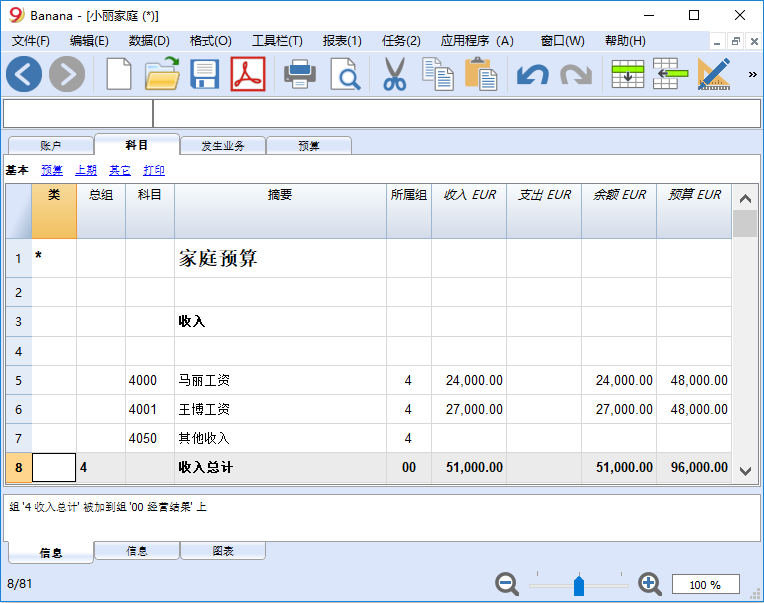 Banana - [小丽家庭 (*)]
文件(F) 编辑(E) 数据(D) 格式(O) 工具栏(T) 报表(1) 任务(2) 应用程序 (A) 窗口(W) 帮助(H)
»
账户 科目 发生业务 预算
基本 预算 上期 其它 打印
类 总组 科目 摘要 所属组 收入 EUR 支出 EUR 余额 EUR 预算 EUR
1 * 家庭预算
2
3 收入
4
5 4000 马丽工资 4 24,000.00 24,000.00 48,000.00
6 4001 王博工资 4 27,000.00 27,000.00 48,000.00
7 4050 其他收入 4
8 4 收入总计 00 51,000.00 51,000.00 96,000.00
组 '4 收入总计' 被加到组 '00 经营结果' 上
信息 信息 图表
8/81 100 %